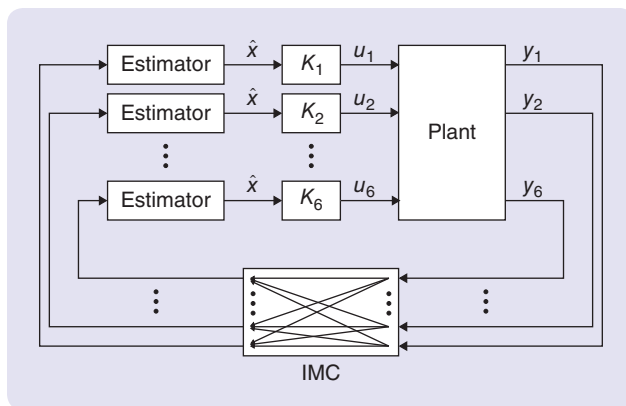 Estimator x̂ K1 u1 Plant y1
Estimator x̂ K2 u2 y2
Estimator x̂ K6 u6 y6
IMC